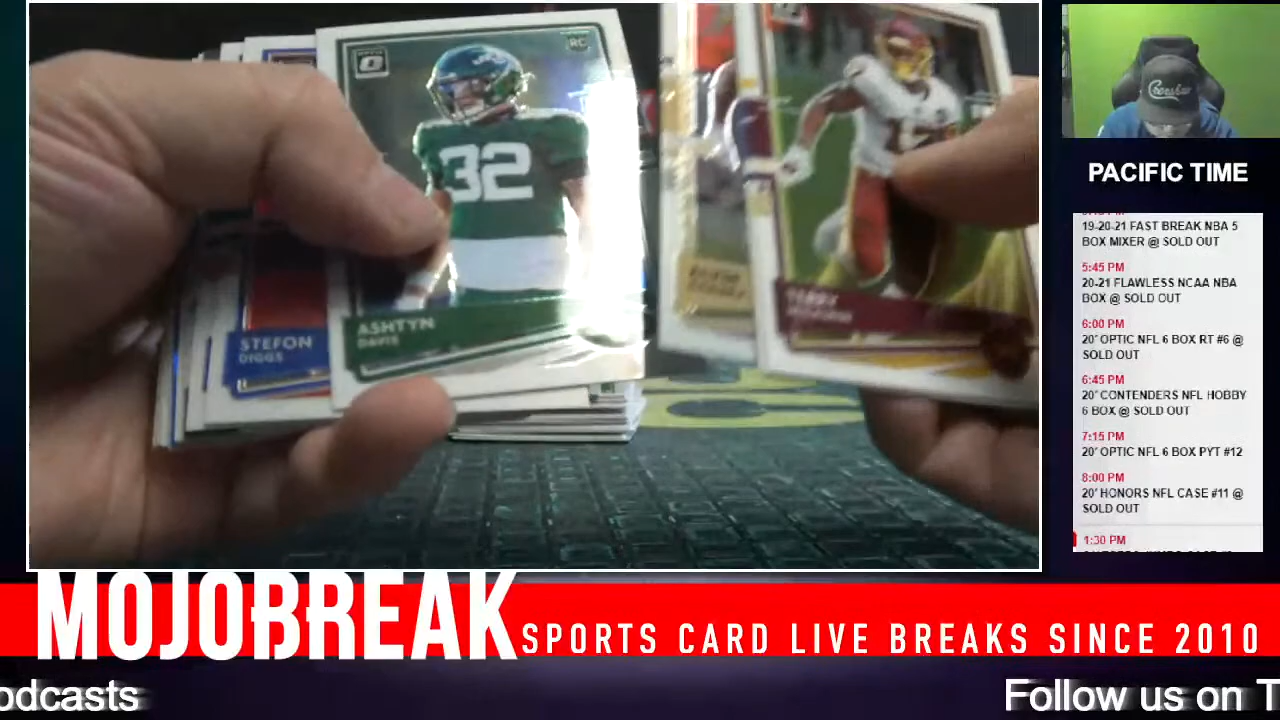 RC
32
ASHTYN
DAVIS
STEFON
DIGGS
TERRY
PACIFIC TIME
19-20-21 FAST BREAK NBA 5
BOX MIXER @ SOLD OUT
5:45 PM
20-21 FLAWLESS NCAA NBA
BOX @ SOLD OUT
6:00 PM
20' OPTIC NFL 6 BOX RT #6 @
SOLD OUT
6:45 PM
20' CONTENDERS NFL HOBBY
6 BOX @ SOLD OUT
7:15 PM
20' OPTIC NFL 6 BOX PYT #12
8:00 PM
20' HONORS NFL CASE #11 @
SOLD OUT
1:30 PM
MOJOBREAK
SPORTS CARD LIVE BREAKS SINCE 2010
odcasts
Follow us on T